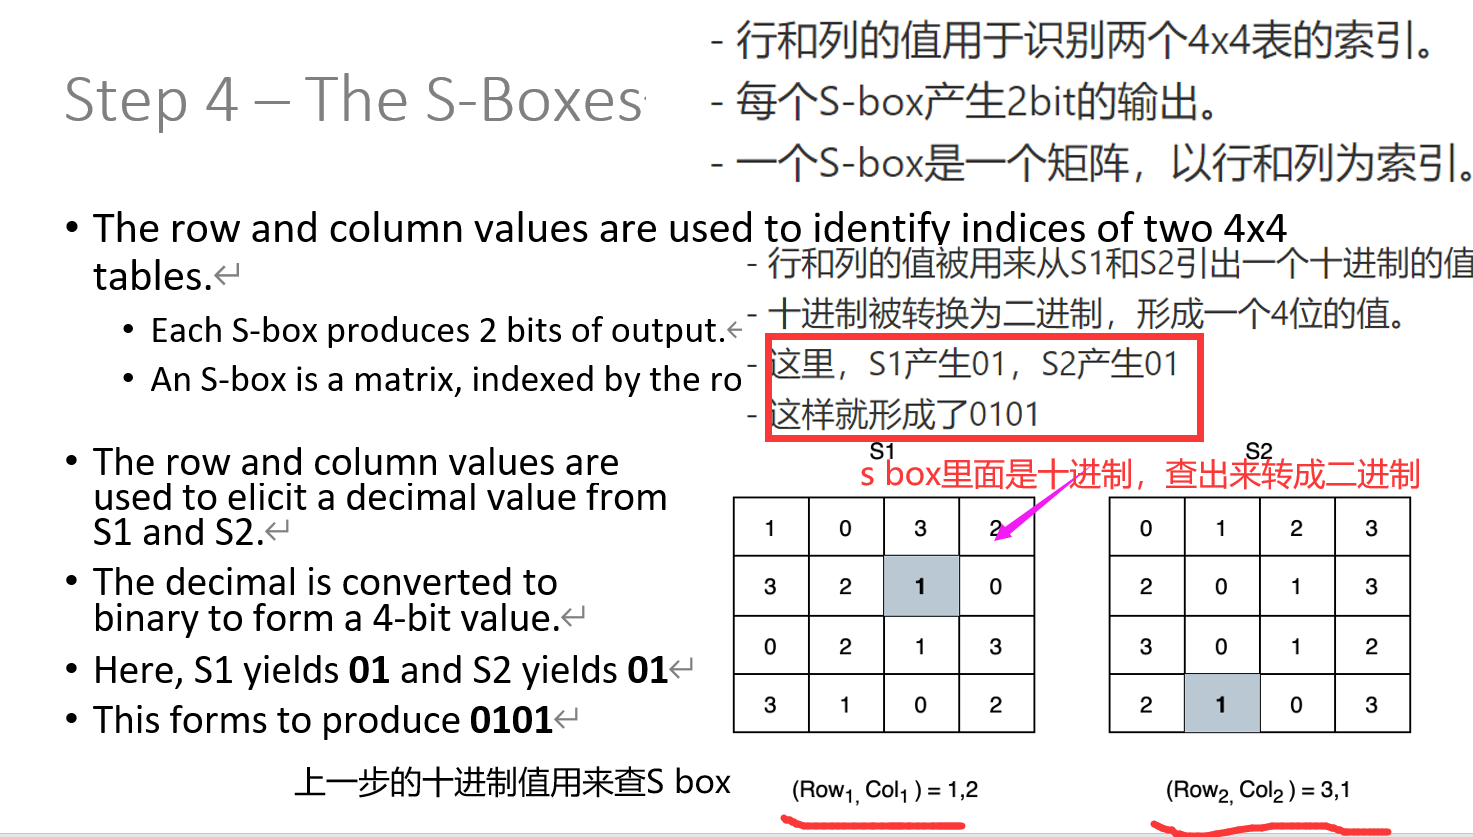 - 行和列的值用于识别两个4x4表的索引。
Step 4 – The S-Boxes
- 每个S-box产生2bit的输出。
- 一个S-box是一个矩阵，以行和列为索引。
• The row and column values are used to identify indices of two 4x4
tables.↵
- 行和列的值被用来从S1和S2引出一个十进制的值
• Each S-box produces 2 bits of output.↵
- 十进制被转换为二进制，形成一个4位的值。
• An S-box is a matrix, indexed by the ro
- 这里，S1产生01，S2产生01
- 这样就形成了0101
• The row and column values are
used to elicit a decimal value from
S1 and S2.↵
• The decimal is converted to
binary to form a 4-bit value.↵
• Here, S1 yields 01 and S2 yields 01↵
• This forms to produce 0101↵
上一步的十进制值用来查S box
S1
S2
s box里面是十进制，查出来转成二进制
1 0 3 2
3 2 1 0
0 2 1 3
3 1 0 2
(Row1, Col1 ) = 1,2
0 1 2 3
2 0 1 3
3 0 1 2
2 1 0 3
(Row2, Col2 ) = 3,1